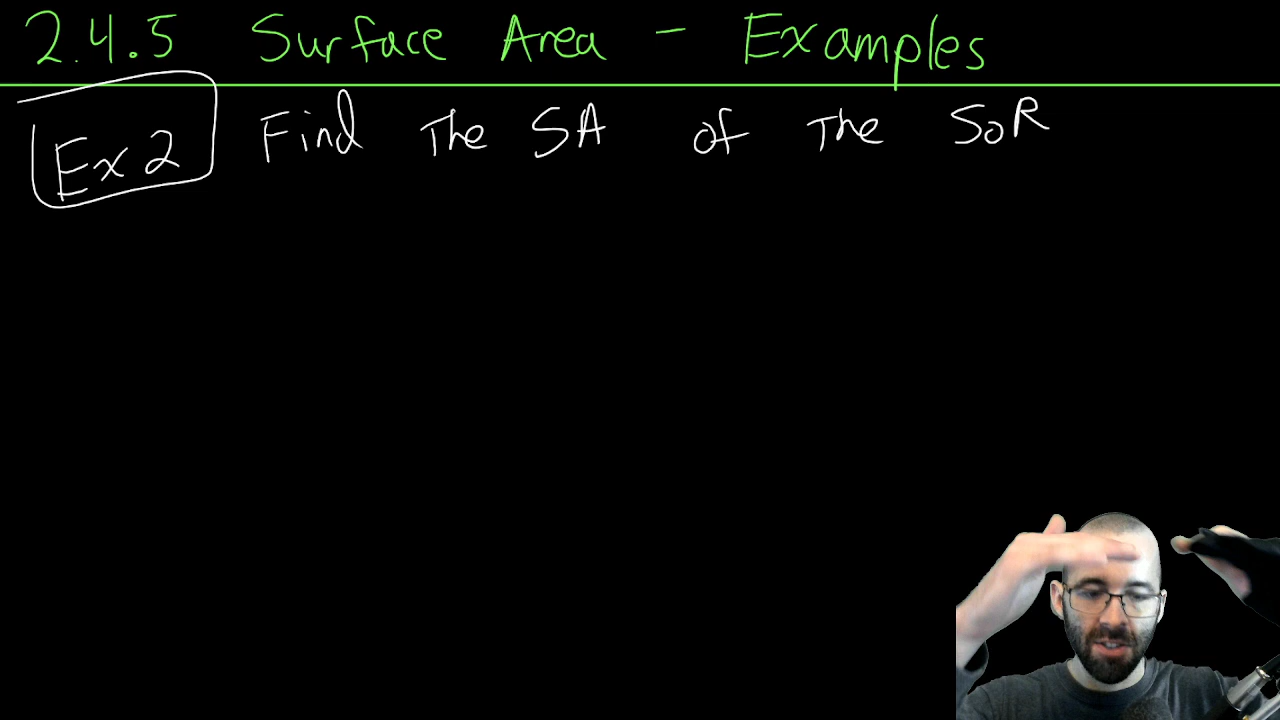 2.4.5 Surface Area - Examples
Ex 2 Find The SA of The SoR